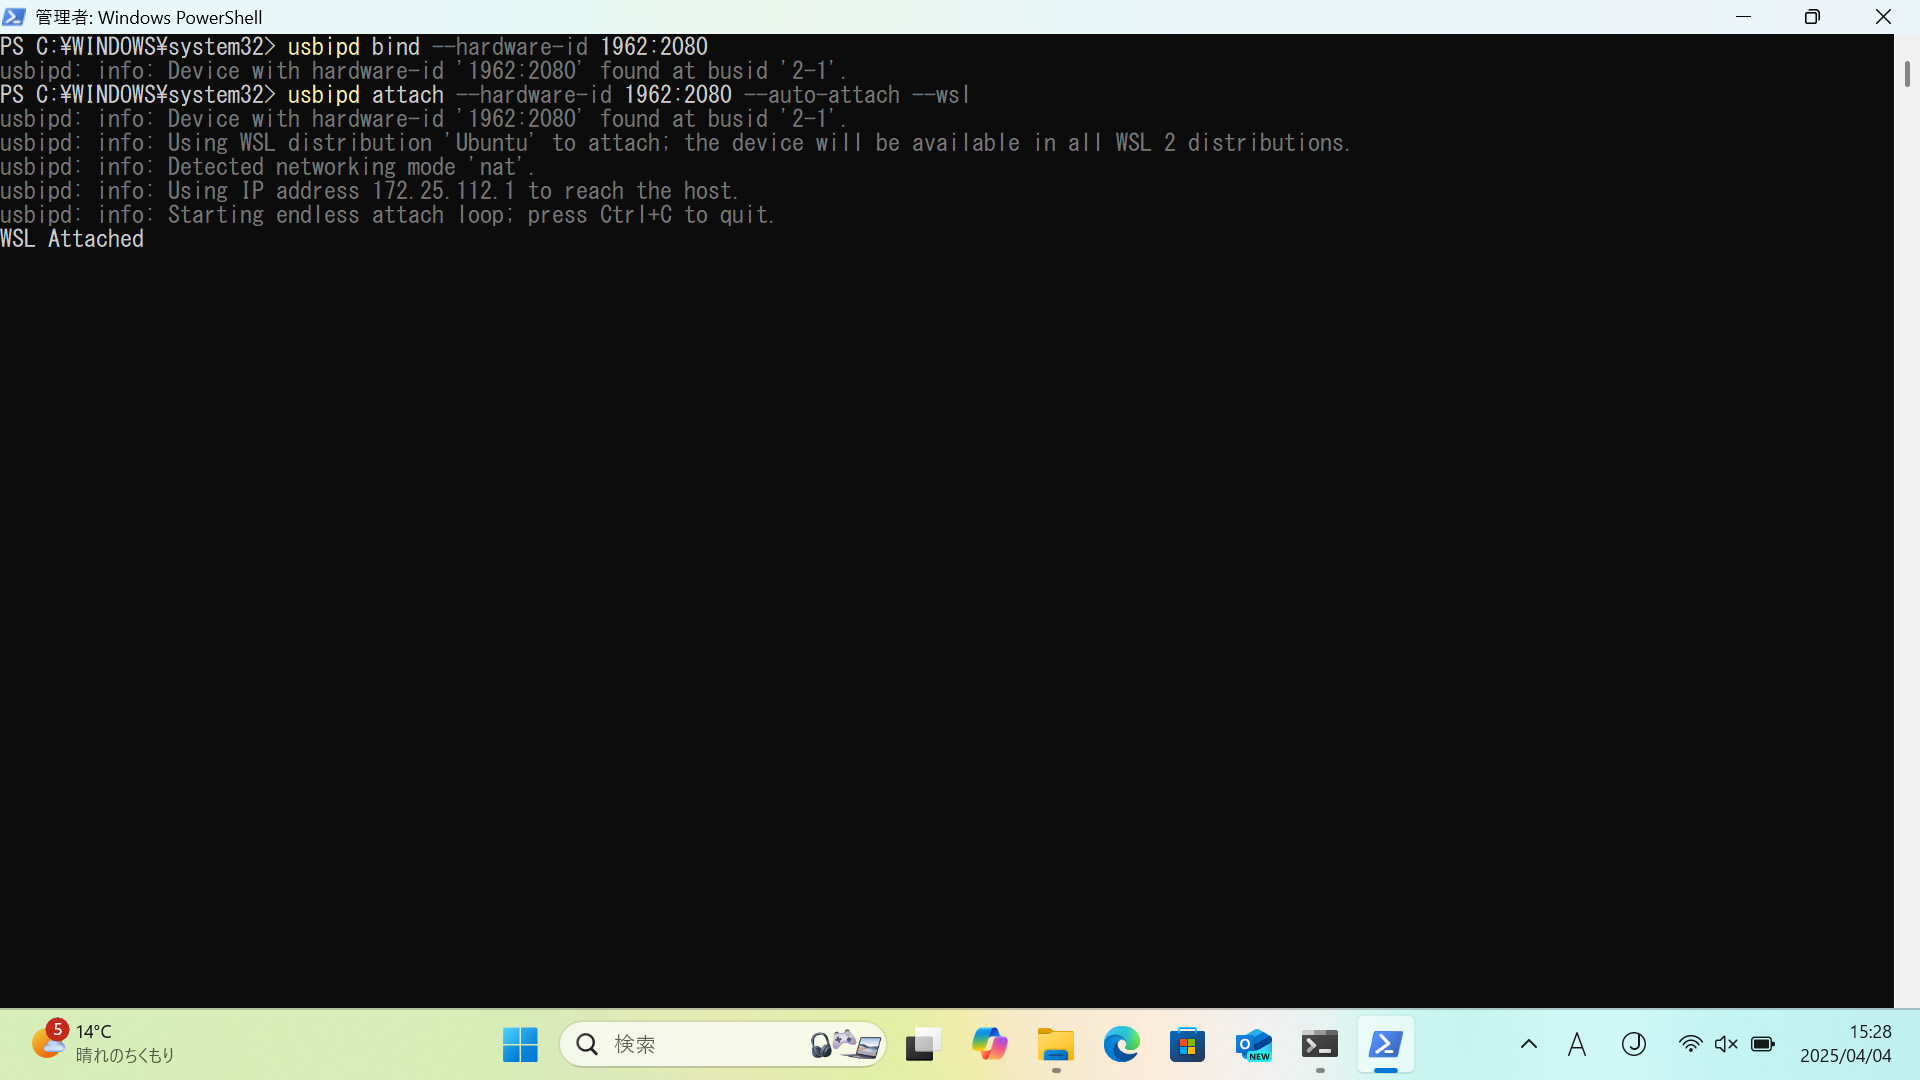 管理者: Windows PowerShell
PS C:¥WINDOWS¥system32> usbipd bind --hardware-id 1962:2080
usbipd: info: Device with hardware-id '1962:2080' found at busid '2-1'.
PS C:¥WINDOWS¥system32> usbipd attach --hardware-id 1962:2080 --auto-attach --wsl
usbipd: info: Device with hardware-id '1962:2080' found at busid '2-1'.
usbipd: info: Using WSL distribution 'Ubuntu' to attach; the device will be available in all WSL 2 distributions.
usbipd: info: Detected networking mode 'nat'.
usbipd: info: Using IP address 172.25.112.1 to reach the host.
usbipd: info: Starting endless attach loop; press Ctrl+C to quit.
WSL Attached
5
14°C
晴れのちくもり
検索
NEW
A
J
15:28
2025/04/04